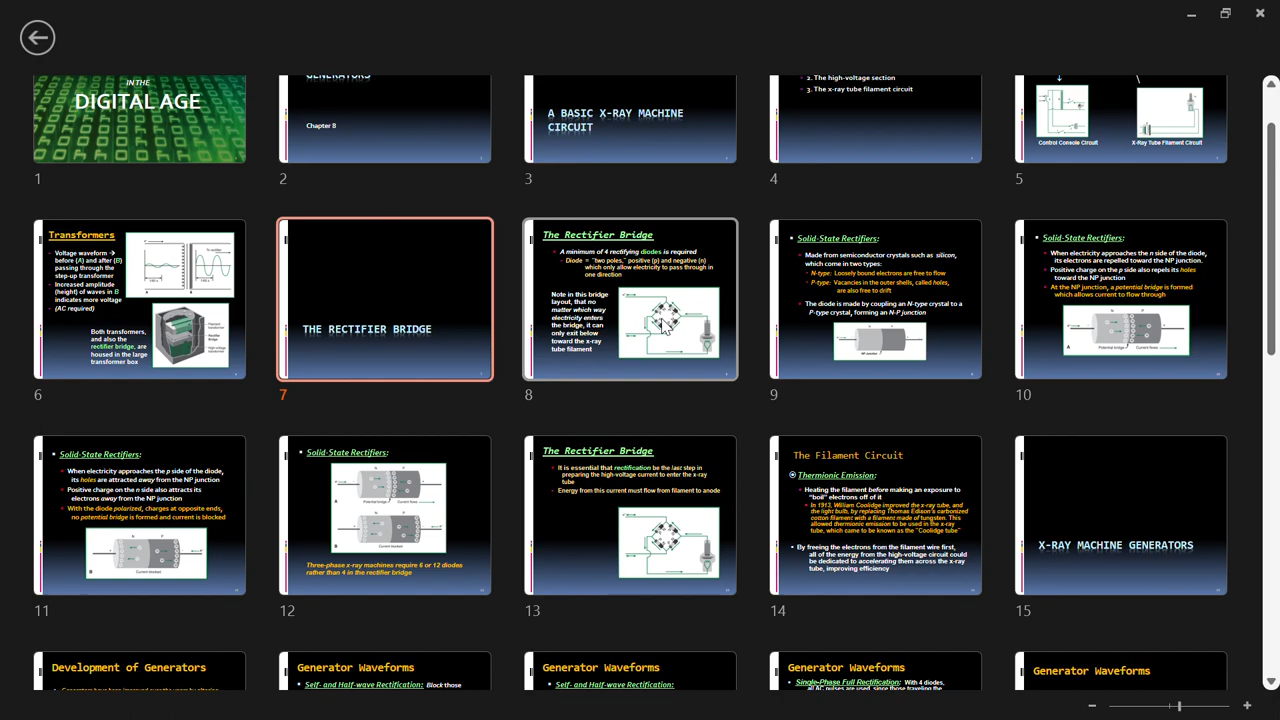 IN THE
DIGITAL AGE
1
GENERATORS
Chapter 8
2
A BASIC X-RAY MACHINE
CIRCUIT
3
2. The high-voltage section
3. The x-ray tube filament circuit
4
Control Console Circuit
X-Ray Tube Filament Circuit
5
Transformers
Voltage waveform →
before (A) and after (B)
passing through the
step-up transformer
Increased amplitude
(height) of waves in B
indicates more voltage
(AC required)
Both transformers,
and also the
rectifier bridge, are
housed in the large
transformer box
6
THE RECTIFIER BRIDGE
7
The Rectifier Bridge
A minimum of 4 rectifying diodes is required
Diode = "two poles," positive (p) and negative (n)
which only allow electricity to pass through in
one direction
Note in this bridge
layout, that no
matter which way
electricity enters
the bridge, it can
only exit below
toward the x-ray
tube filament
8
Solid-State Rectifiers:
Made from semiconductor crystals such as silicon,
which come in two types:
N-type: Loosely bound electrons are free to flow
P-type: Vacancies in the outer shells, called holes,
are also free to drift
The diode is made by coupling an N-type crystal to a
P-type crystal, forming an N-P junction
N
P
NP junction
9
Solid-State Rectifiers:
When electricity approaches the n side of the diode,
its electrons are repelled toward the NP junction.
Positive charge on the p side also repels its holes
toward the NP junction
At the NP junction, a potential bridge is formed
which allows current to flow through
N
P
A
Potential bridge
Current flows
10
Solid-State Rectifiers:
When electricity approaches the p side of the diode,
its holes are attracted away from the NP junction
Positive charge on the n side also attracts its
electrons away from the NP junction
With the diode polarized, charges at opposite ends,
no potential bridge is formed and current is blocked
N
P
B
Current blocked
11
Solid-State Rectifiers:
N
P
A
Potential bridge
Current flows
N
P
B
Current blocked
Three-phase x-ray machines require 6 or 12 diodes
rather than 4 in the rectifier bridge
12
The Rectifier Bridge
It is essential that rectification be the last step in
preparing the high-voltage current to enter the x-ray
tube
Energy from this current must flow from filament to anode
13
The Filament Circuit
Thermionic Emission:
Heating the filament before making an exposure to
"boil" electrons off of it
In 1913, William Coolidge improved the x-ray tube, and
the light bulb, by replacing Thomas Edison's carbonized
cotton filament with a filament made of tungsten. This
allowed thermionic emission to be used in the x-ray
tube, which came to be known as the "Coolidge tube"
By freeing the electrons from the filament wire first,
all of the energy from the high-voltage circuit could
be dedicated to accelerating them across the x-ray
tube, improving efficiency
14
X-RAY MACHINE GENERATORS
15
Development of Generators
Generator Waveforms
Self- and Half-wave Rectification: Block those
Generator Waveforms
Self- and Half-wave Rectification:
Generator Waveforms
Single-Phase Full Rectification: With 4 diodes,
all AC pulses are used, since those traveling the
Generator Waveforms